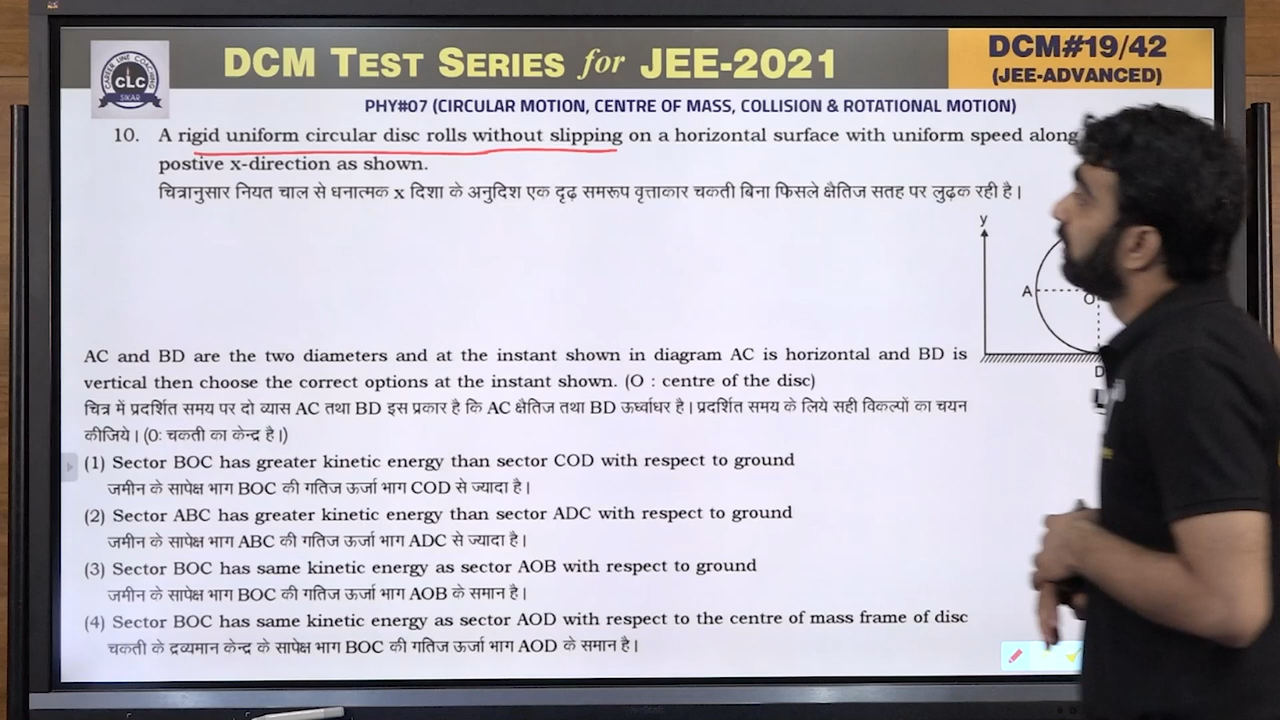 DCM TEST SERIES for JEE-2021
DCM#19/42
(JEE-ADVANCED)
CAREER LINE COACHING
CLC
SIKAR
PHY#07 (CIRCULAR MOTION, CENTRE OF MASS, COLLISION & ROTATIONAL MOTION)
10. A rigid uniform circular disc rolls without slipping on a horizontal surface with uniform speed along
postive x-direction as shown.
चित्रानुसार नियत चाल से धनात्मक x दिशा के अनुदिश एक दृढ़ समरूप वृत्ताकार चकती बिना फिसले क्षैतिज सतह पर लुढ़क रही है।
y
A
O
D
AC and BD are the two diameters and at the instant shown in diagram AC is horizontal and BD is
vertical then choose the correct options at the instant shown. (O : centre of the disc)
चित्र में प्रदर्शित समय पर दो व्यास AC तथा BD इस प्रकार है कि AC क्षैतिज तथा BD ऊर्ध्वाधर है। प्रदर्शित समय के लिये सही विकल्पों का चयन
कीजिये। (O: चकती का केन्द्र है।)
(1) Sector BOC has greater kinetic energy than sector COD with respect to ground
जमीन के सापेक्ष भाग BOC की गतिज ऊर्जा भाग COD से ज्यादा है।
(2) Sector ABC has greater kinetic energy than sector ADC with respect to ground
जमीन के सापेक्ष भाग ABC की गतिज ऊर्जा भाग ADC से ज्यादा है।
(3) Sector BOC has same kinetic energy as sector AOB with respect to ground
जमीन के सापेक्ष भाग BOC की गतिज ऊर्जा भाग AOB के समान है।
(4) Sector BOC has same kinetic energy as sector AOD with respect to the centre of mass frame of disc
चकती के द्रव्यमान केन्द्र के सापेक्ष भाग BOC की गतिज ऊर्जा भाग AOD के समान है।